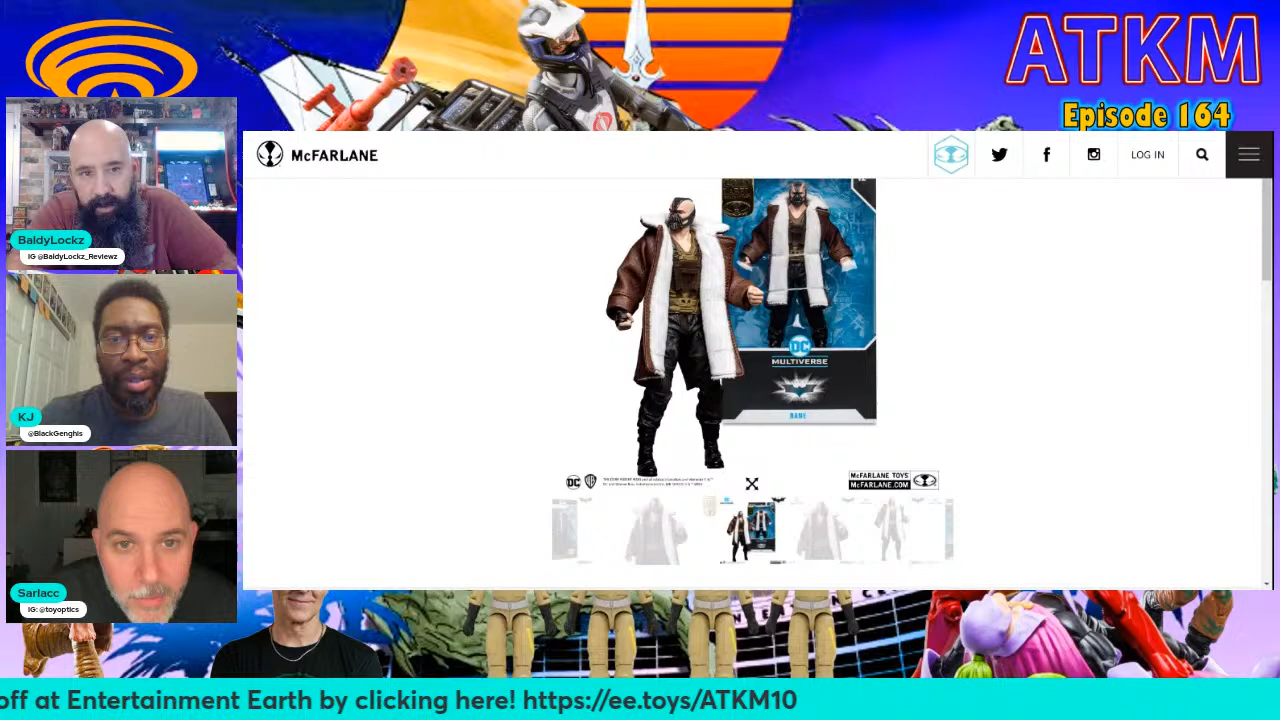 ATKM
Episode 164
BaldyLockz
IG @BaldyLockz_Reviewz
KJ
@BlackGenghis
Sarlacc
IG: @toyoptics
McFARLANE
LOG IN
DC
MULTIVERSE
BANE
DC
McFARLANE TOYS
McFARLANE.COM
off at Entertainment Earth by clicking here! https://ee.toys/ATKM10